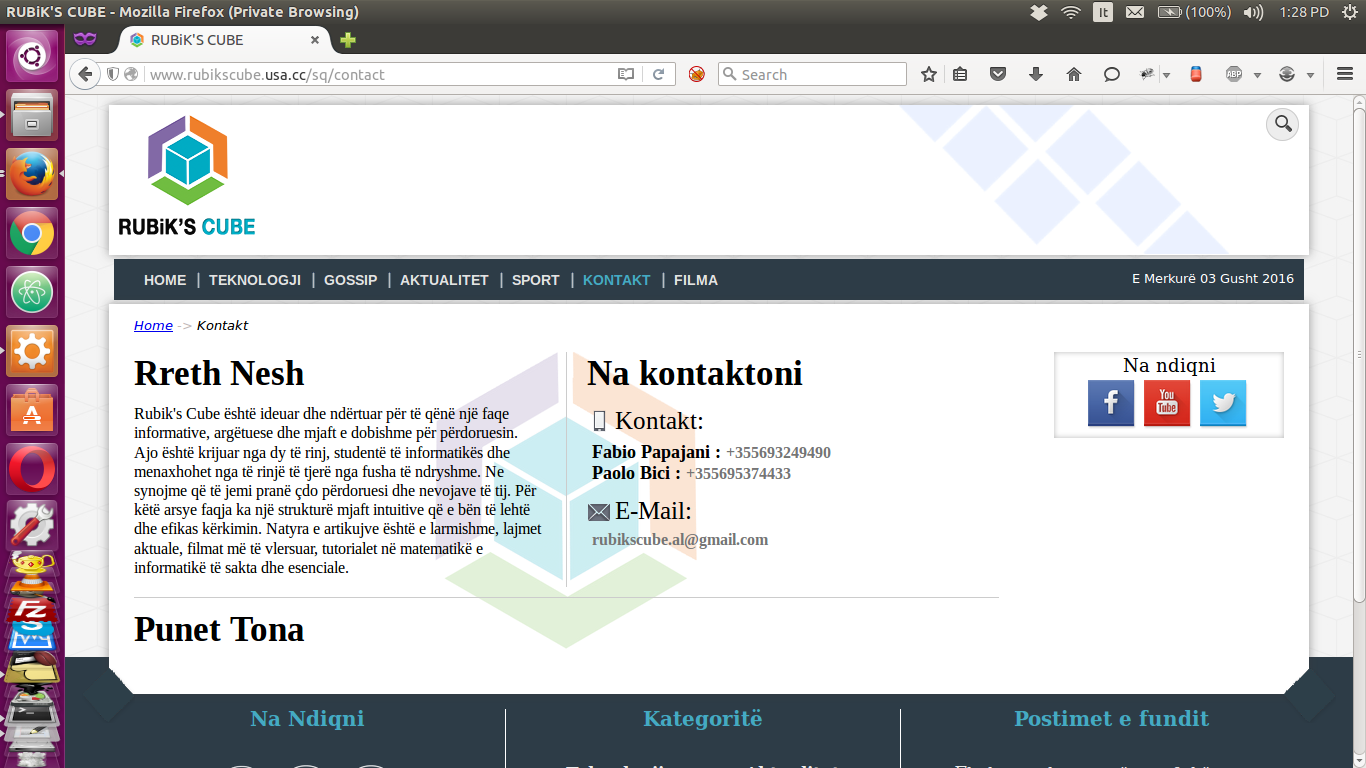 RUBiK'S CUBE - Mozilla Firefox (Private Browsing)
It
(100%)
1:28 PD
RUBiK'S CUBE
www.rubikscube.usa.cc/sq/contact
Search
ABP
RUBiK'S CUBE
HOME | TEKNOLOGJI | GOSSIP | AKTUALITET | SPORT | KONTAKT | FILMA
E Merkurë 03 Gusht 2016
Home -> Kontakt
Rreth Nesh
Rubik's Cube është ideuar dhe ndërtuar për të qënë një faqe
informative, argëtuese dhe mjaft e dobishme për përdoruesin.
Ajo është krijuar nga dy të rinj, studentë të informatikës dhe
menaxhohet nga të rinjë të tjerë nga fusha të ndryshme. Ne
synojme që të jemi pranë çdo përdoruesi dhe nevojave të tij. Për
këtë arsye faqja ka një strukturë mjaft intuitive që e bën të lehtë
dhe efikas kërkimin. Natyra e artikujve është e larmishme, lajmet
aktuale, filmat më të vlersuar, tutorialet në matematikë e
informatikë të sakta dhe esenciale.
Na kontaktoni
Kontakt:
Fabio Papajani : +355693249490
Paolo Bici : +355695374433
E-Mail:
rubikscube.al@gmail.com
Na ndiqni
f
You
Tube
Punet Tona
Na Ndiqni
Kategoritë
Postimet e fundit